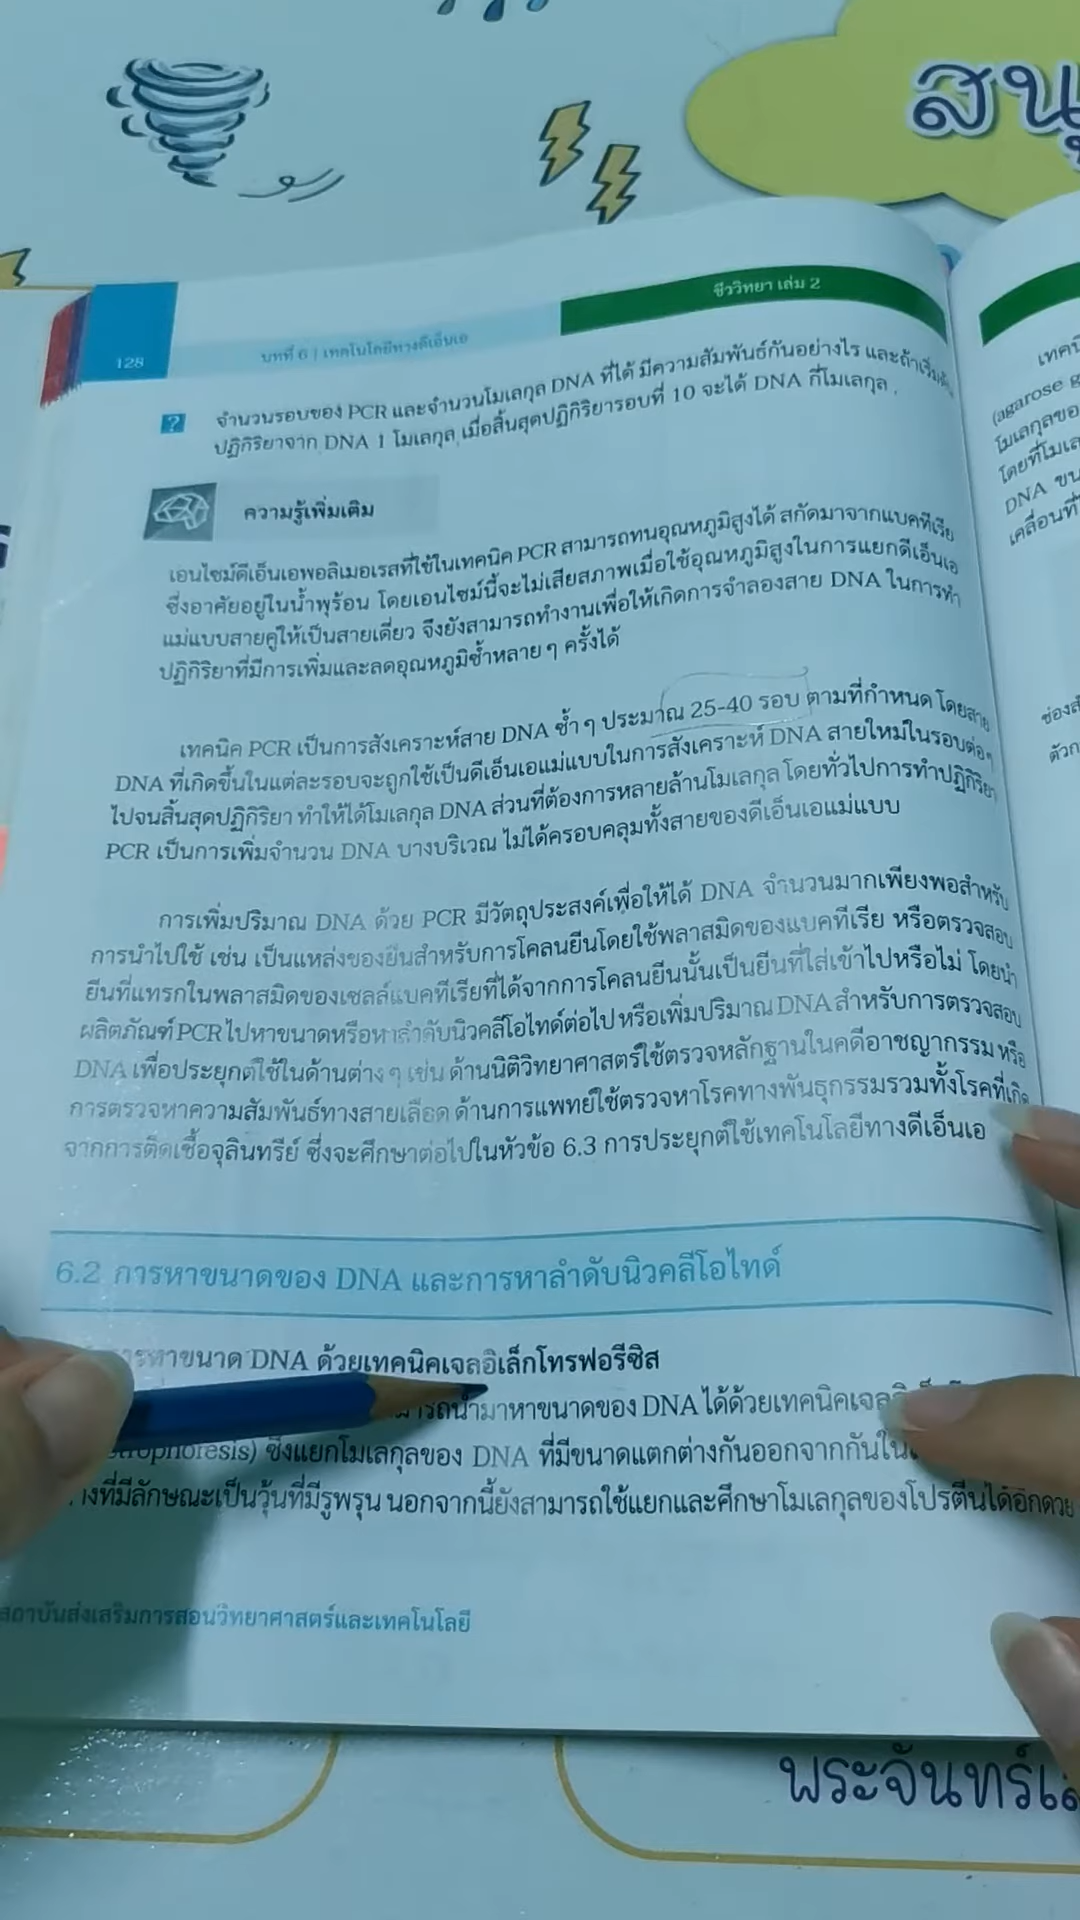 สนุ
ชีววิทยา เล่ม 2
128
บทที่ 6 | เทคโนโลยีทางดีเอ็นเอ
จำนวนรอบของ PCR และจำนวนโมเลกุล DNA ที่ได้ มีความสัมพันธ์กันอย่างไร และถ้าเริ่มต้น
ปฏิกิริยาจาก DNA 1 โมเลกุล เมื่อสิ้นสุดปฏิกิริยารอบที่ 10 จะได้ DNA กี่โมเลกุล
ความรู้เพิ่มเติม
เอนไซม์ดีเอ็นเอพอลิเมอเรสที่ใช้ในเทคนิค PCR สามารถทนอุณหภูมิสูงได้ สกัดมาจากแบคทีเรีย
ซึ่งอาศัยอยู่ในน้ำพุร้อน โดยเอนไซม์นี้จะไม่เสียสภาพเมื่อใช้อุณหภูมิสูงในการแยกดีเอ็นเอ
แม่แบบสายคู่ให้เป็นสายเดี่ยว จึงยังสามารถทำงานเพื่อให้เกิดการจำลองสาย DNA ในการทำ
ปฏิกิริยาที่มีการเพิ่มและลดอุณหภูมิซ้ำหลายๆ ครั้งได้
เทคนิค PCR เป็นการสังเคราะห์สาย DNA ซ้ำๆ ประมาณ 25-40 รอบ ตามที่กำหนด โดยสาย
DNA ที่เกิดขึ้นในแต่ละรอบจะถูกใช้เป็นดีเอ็นเอแม่แบบในการสังเคราะห์ DNA สายใหม่ในรอบต่อๆ
ไปจนสิ้นสุดปฏิกิริยา ทำให้ได้โมเลกุล DNA ส่วนที่ต้องการหลายล้านโมเลกุล โดยทั่วไปการทำปฏิกิริยา
PCR เป็นการเพิ่มจำนวน DNA บางบริเวณ ไม่ได้ครอบคลุมทั้งสายของดีเอ็นเอแม่แบบ
การเพิ่มปริมาณ DNA ด้วย PCR มีวัตถุประสงค์เพื่อให้ได้ DNA จำนวนมากเพียงพอสำหรับ
การนำไปใช้ เช่น เป็นแหล่งของยีนสำหรับการโคลนยีนโดยใช้พลาสมิดของแบคทีเรีย หรือตรวจสอบ
ยีนที่แทรกในพลาสมิดของเซลล์แบคทีเรียที่ได้จากการโคลนยีนนั้นเป็นยีนที่ใส่เข้าไปหรือไม่ โดยนำ
ผลิตภัณฑ์ PCR ไปหาขนาดหรือหาลำดับนิวคลีโอไทด์ต่อไป หรือเพิ่มปริมาณ DNA สำหรับการตรวจสอบ
DNA เพื่อประยุกต์ใช้ในด้านต่างๆ เช่น ด้านนิติวิทยาศาสตร์ใช้ตรวจหลักฐานในคดีอาชญากรรม หรือ
การตรวจหาความสัมพันธ์ทางสายเลือด ด้านการแพทย์ใช้ตรวจหาโรคทางพันธุกรรมรวมทั้งโรคที่เกิด
จากการติดเชื้อจุลินทรีย์ ซึ่งจะศึกษาต่อไปในหัวข้อ 6.3 การประยุกต์ใช้เทคโนโลยีทางดีเอ็นเอ
6.2 การหาขนาดของ DNA และการหาลำดับนิวคลีโอไทด์
การหาขนาด DNA ด้วยเทคนิคเจลอิเล็กโทรฟอรีซิส
นำมาหาขนาดของ DNA ได้ด้วยเทคนิคเจล
ซึ่งแยกโมเลกุลของ DNA ที่มีขนาดแตกต่างกันออกจากกัน
ที่มีลักษณะเป็นวุ้นที่มีรูพรุน นอกจากนี้ยังสามารถใช้แยกและศึกษาโมเลกุลของโปรตีนได้อีกด้วย
สถาบันส่งเสริมการสอนวิทยาศาสตร์และเทคโนโลยี
(agarose g
โมเลกุลขอ
โดยที่โมเล
DNA ขน
เคลื่อนที่
ช่องส
ตัวก
พระจันทร์เ